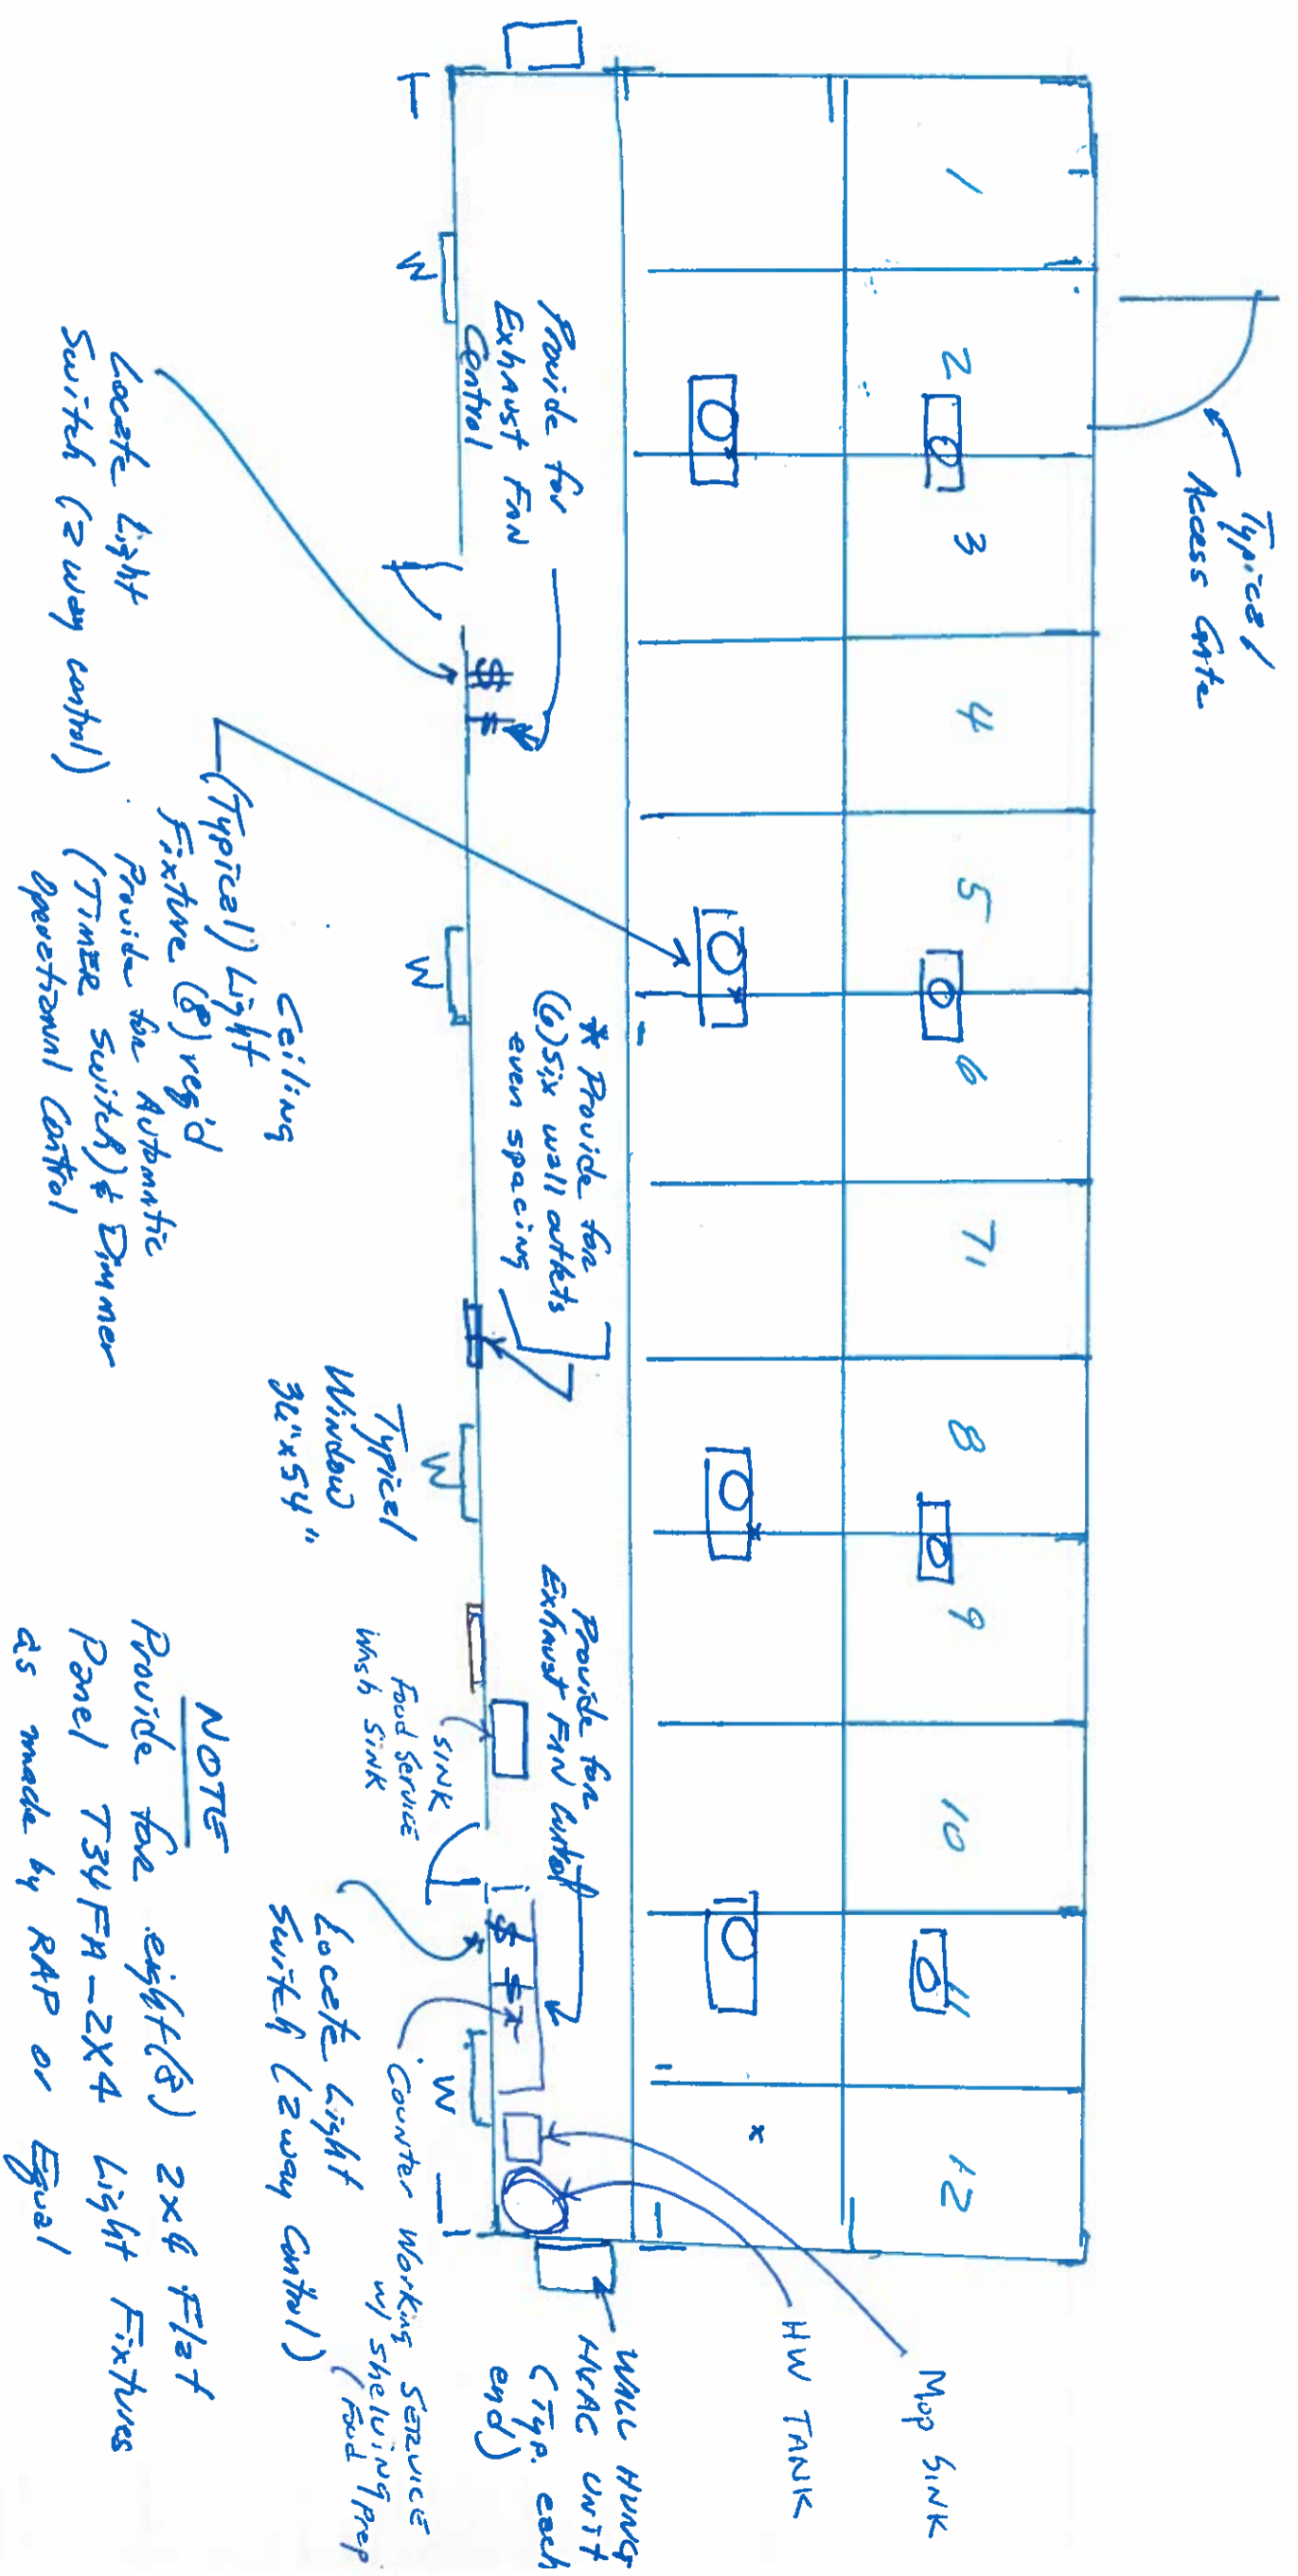 Typical
Access Gate
1
2
3
4
5
6
7
8
9
10
11
12
Mop Sink
HW TANK
WALL HUNG
HVAC UNIT
(Typ. each
end)
Provide for
Exhaust FAN
Control
* Provide for
(6) six wall outlets
even spacing
Provide for
Exhaust FAN Control
W
W
W
W
$
$
$
$
SINK
Food SERVICE
Wash SINK
Typical
Window
34"x54"
Counter Working SERVICE
w/ Shelving
(Food Prep
Locate Light
Switch (2 way control)
Locate Light
Switch (2 way control)
Ceiling
(Typical) Light
Fixture (8) req'd
Provide for Automatic
(TIMER Switch) & Dimmer
Operational Control
NOTE
Provide for eight (8) 2x4 Flat
Panel T34FN-2X4 Light Fixtures
as made by RAP or Equal